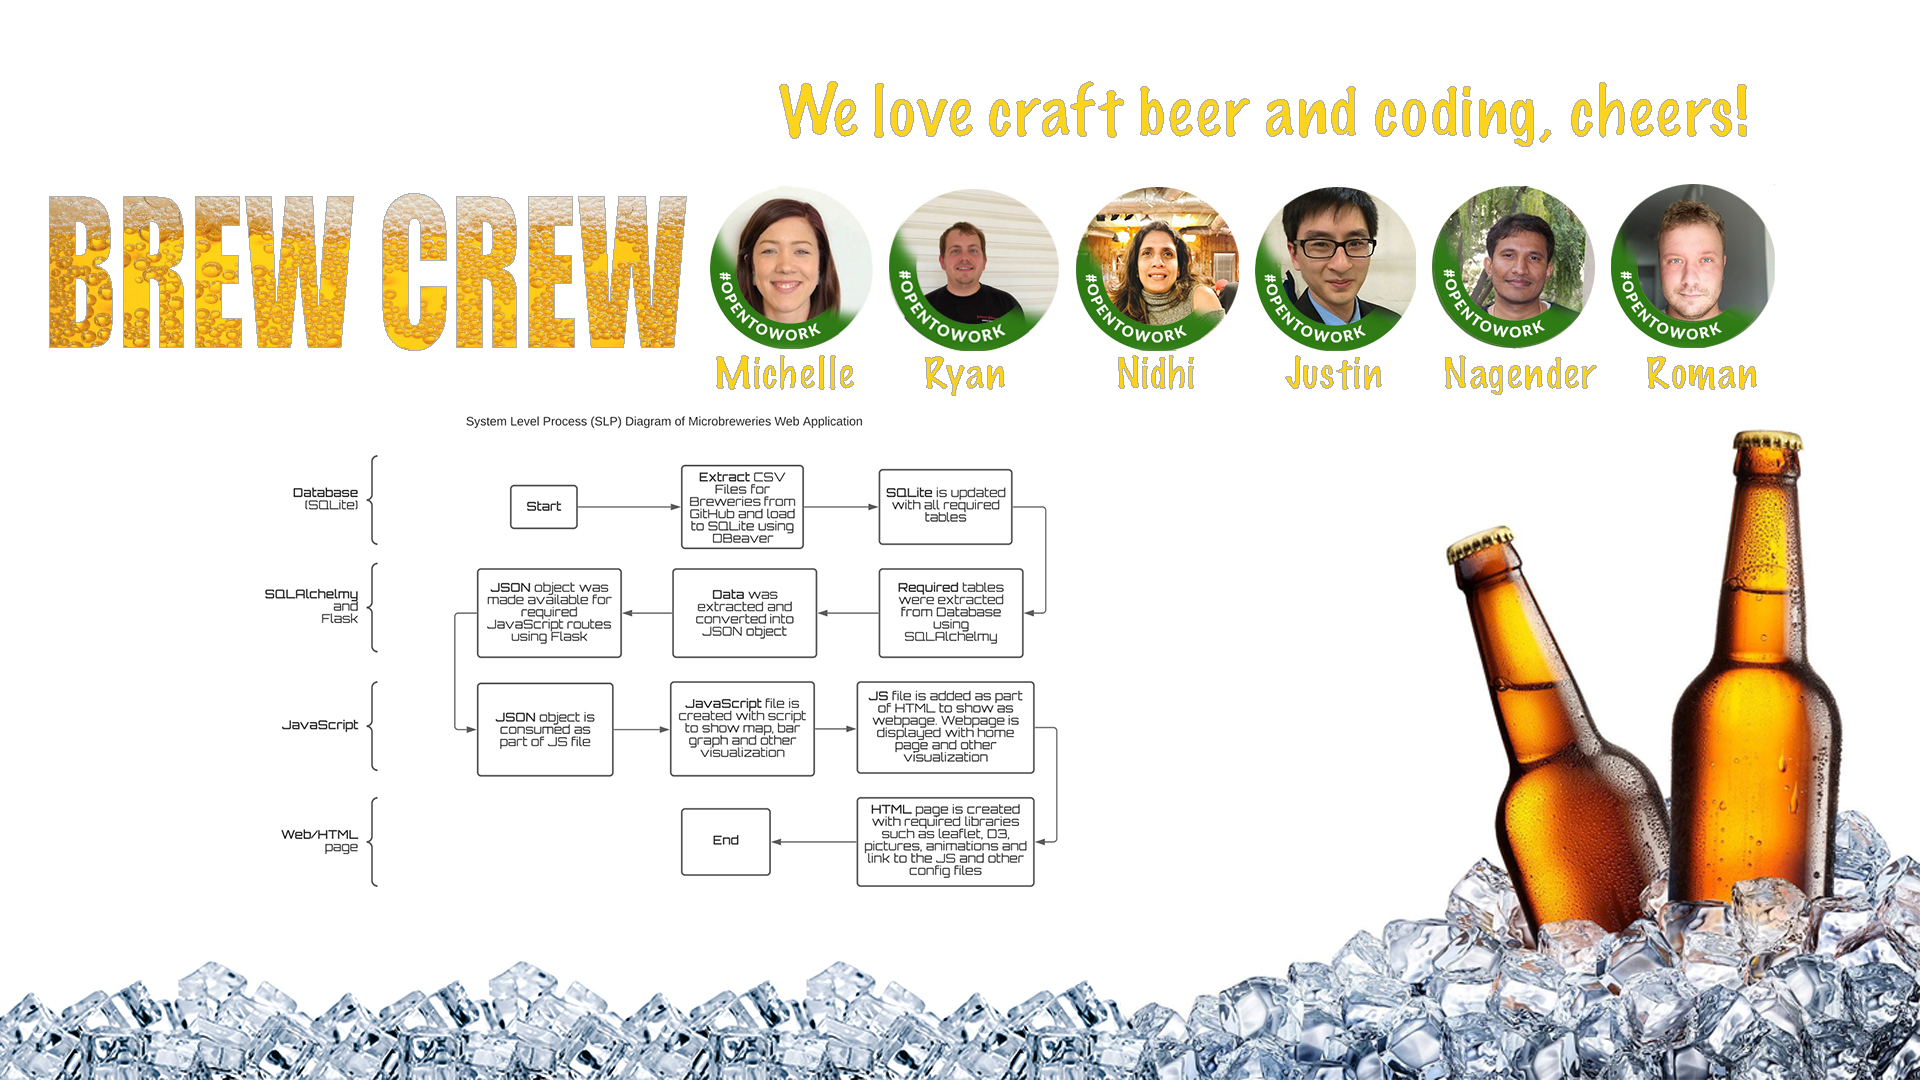 We love craft beer and coding, cheers!
BREW CREW
#OPENTOWORK
#OPENTOWORK
#OPENTOWORK
#OPENTOWORK
#OPENTOWORK
#OPENTOWORK
Michelle
Ryan
Nidhi
Justin
Nagender
Roman
System Level Process (SLP) Diagram of Microbreweries Web Application
Database
(SQLite)
Start
Extract CSV
Files for
Breweries from
GitHub and load
to SQLite using
DBeaver
SQLite is updated
with all required
tables
SQLAlchelmy
and
Flask
JSON object was
made available for
required
JavaScript routes
using Flask
Data was
extracted and
converted into
JSON object
Required tables
were extracted
from Database
using
SQLAlchelmy
JavaScript
JSON object is
consumed as
part of JS file
JavaScript file is
created with script
to show map, bar
graph and other
visualization
JS file is added as part
of HTML to show as
webpage. Webpage is
displayed with home
page and other
visualization
Web/HTML
page
End
HTML page is created
with required libraries
such as leaflet, D3,
pictures, animations and
link to the JS and other
config files